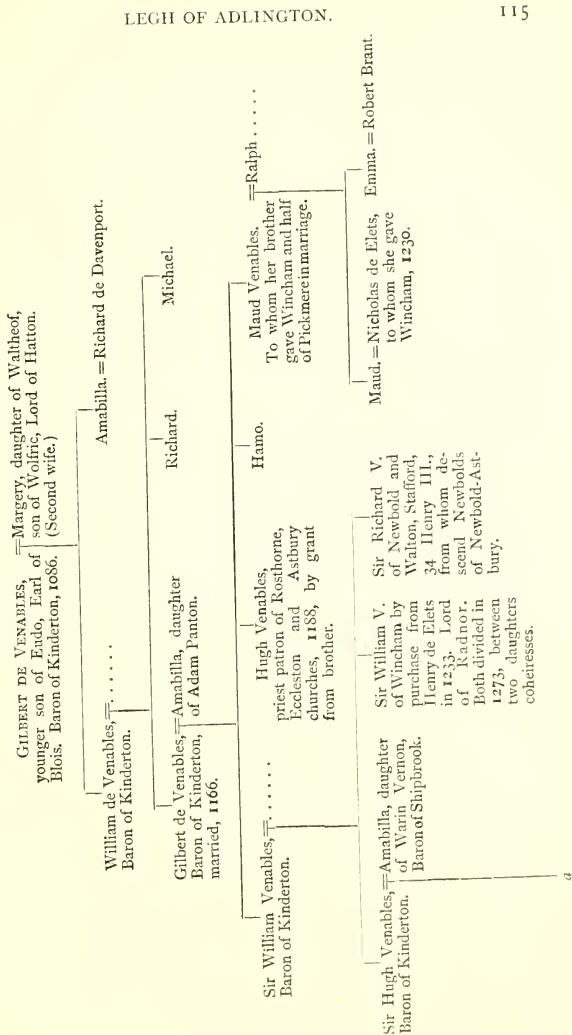 LEGH OF ADLINGTON.
115
GILBERT DE VENABLES,
younger son of Eudo, Earl of
Blois. Baron of Kinderton, 1086.
=Margery, daughter of Waltheof,
son of Wolfric, Lord of Hatton.
(Second wife.)
William de Venables,=......
Baron of Kinderton.
Amabilla.=Richard de Davenport.
Gilbert de Venables,=Amabilla, daughter
Baron of Kinderton, of Adam Panton.
married, 1166.
Richard.
Michael.
Sir William Venables,=......
Baron of Kinderton.
Hugh Venables,
priest patron of Rosthorne,
Eccleston and Astbury
churches, 1188, by grant
from brother.
Hamo.
Maud Venables.
To whom her brother
gave Wincham and half
of Pickmere in marriage.
=Ralph......
Sir Hugh Venables,=Amabilla, daughter
Baron of Kinderton. of Warin Vernon,
Baron of Shipbrook.
Sir William V.
of Wincham by
purchase from
Henry de Elets
in 1233. Lord
of Radnor.
Both divided in
1273, between
two daughters
coheiresses.
Sir Richard V.
of Newbold and
Walton, Stafford,
34 Henry III.,
from whom de-
scend Newbolds
of Newbold-Ast-
bury.
Maud.=Nicholas de Elets,
to whom she gave
Wincham, 1230.
Emma.=Robert Brant.
a